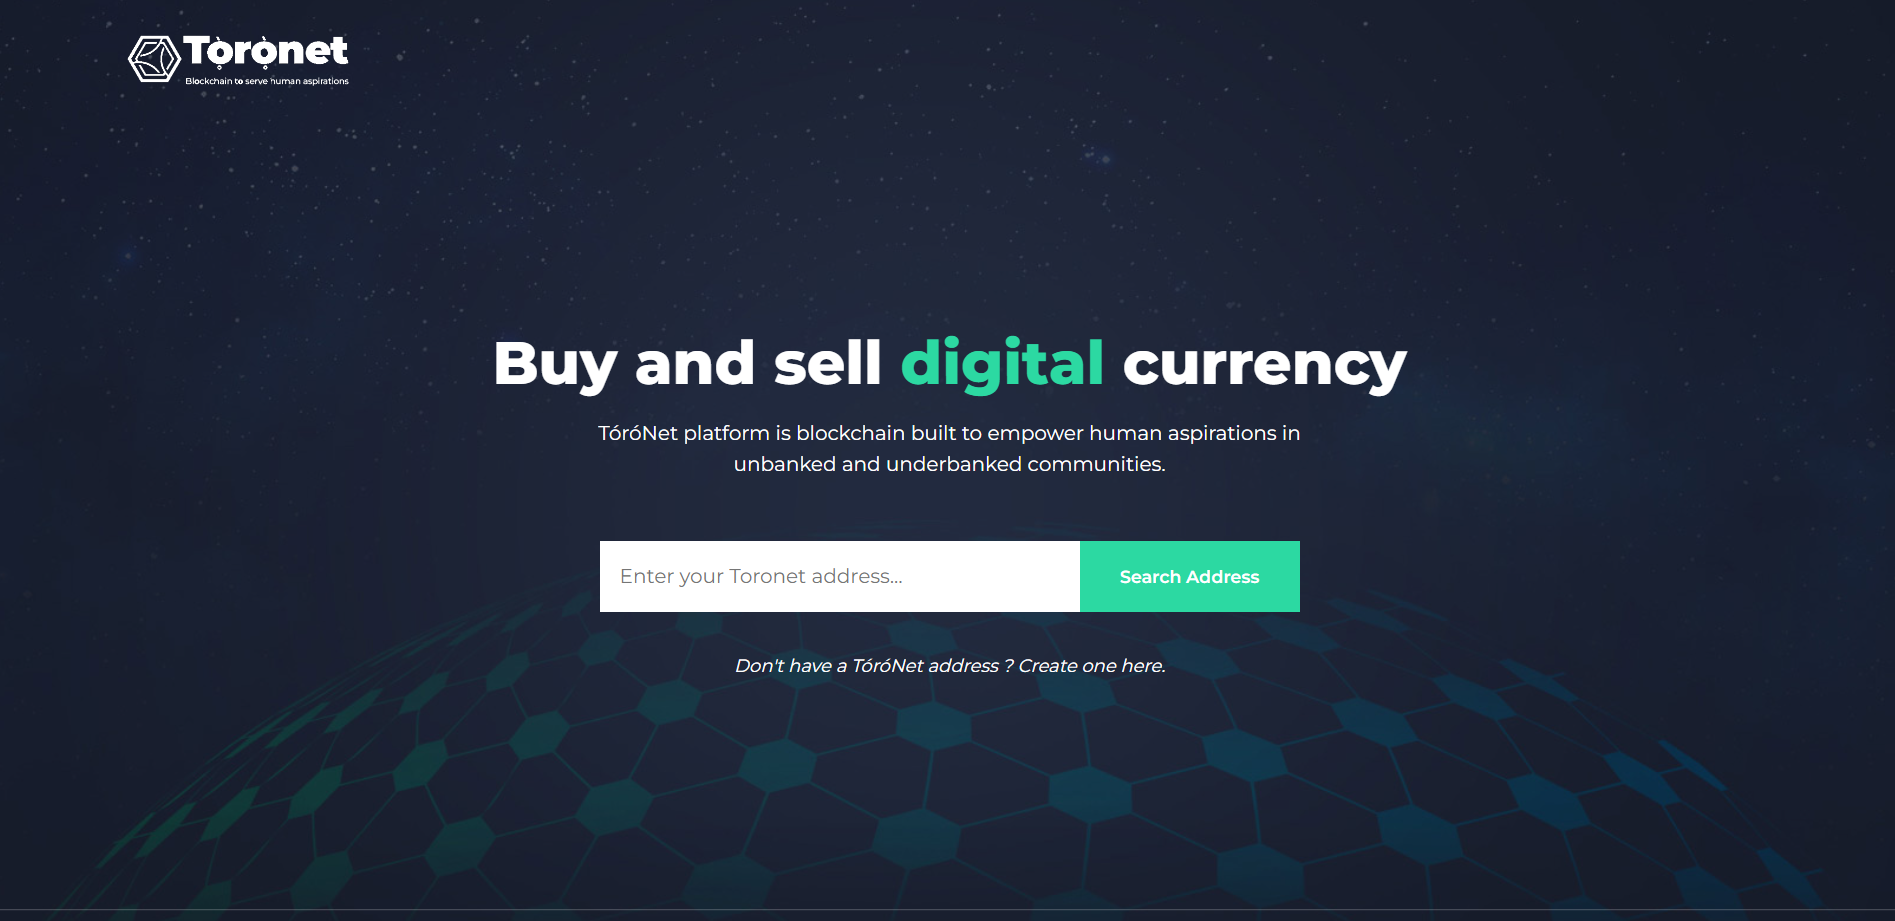 Tòròṇet
Blockchain to serve human aspirations
Buy and sell digital currency
TóróNet platform is blockchain built to empower human aspirations in
unbanked and underbanked communities.
Enter your Toronet address...
Search Address
Don't have a TóróNet address ? Create one here.